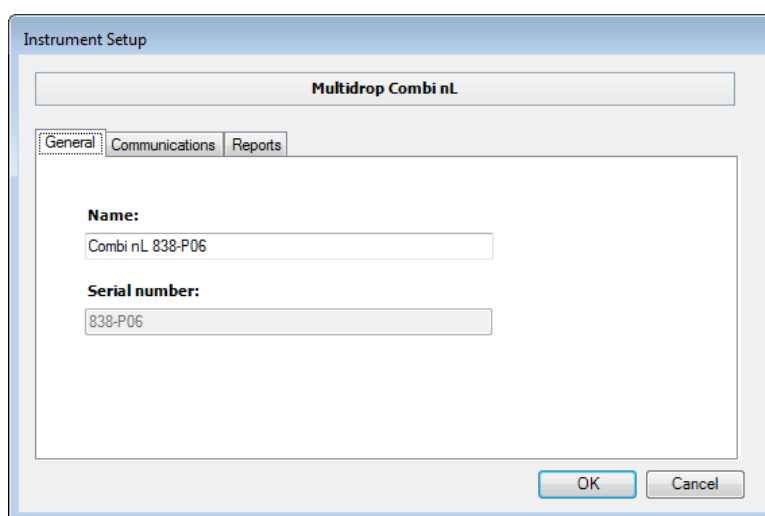 Instrument Setup
Multidrop Combi nL
General Communications Reports
Name:
Combi nL 838-P06
Serial number:
838-P06
OK Cancel